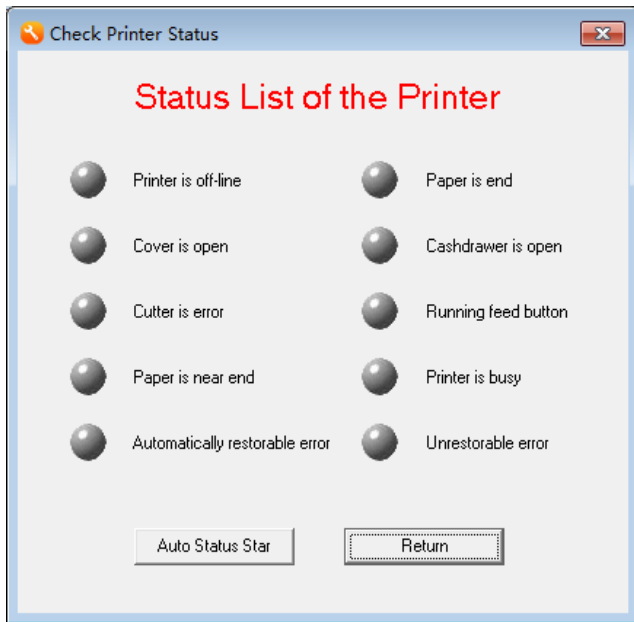 Check Printer Status
Status List of the Printer
Printer is off-line
Paper is end
Cover is open
Cashdrawer is open
Cutter is error
Running feed button
Paper is near end
Printer is busy
Automatically restorable error
Unrestorable error
Auto Status Star
Return